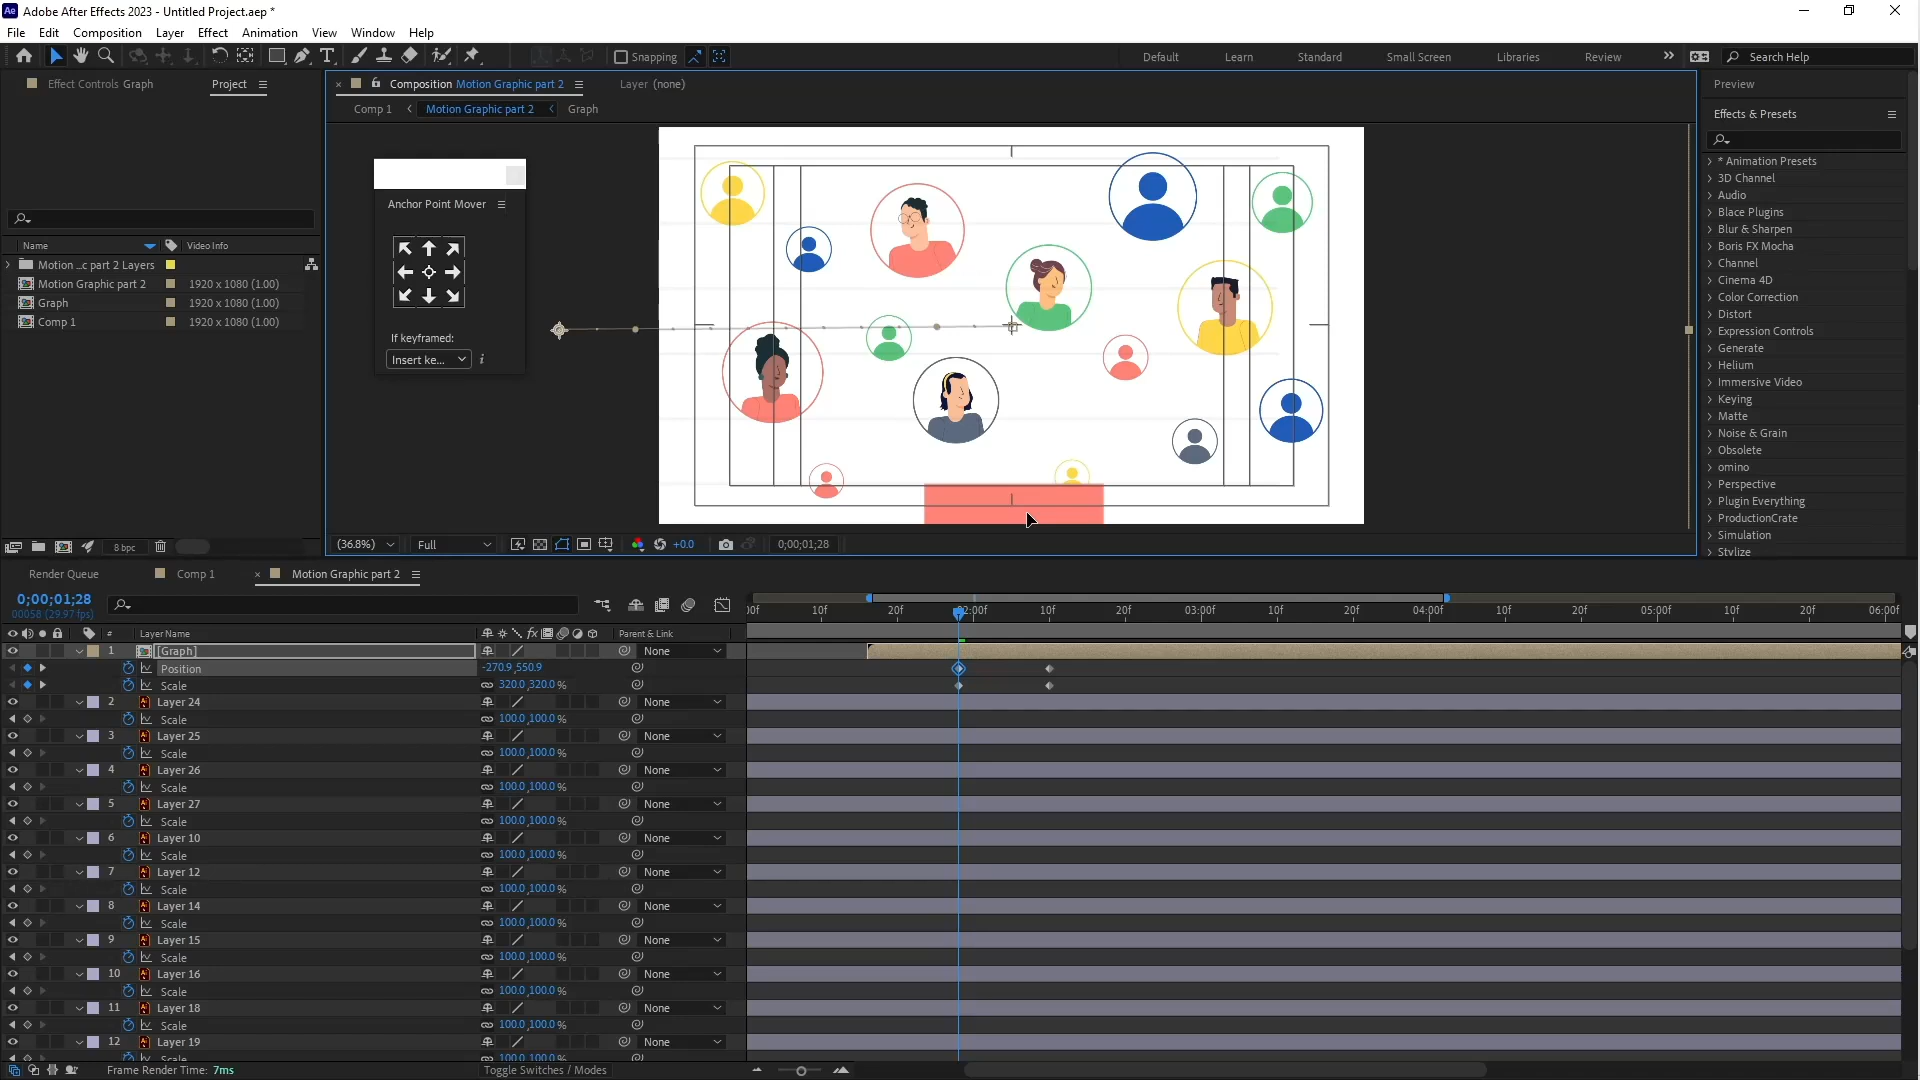 Ae Adobe After Effects 2023 - Untitled Project.aep *
File Edit Composition Layer Effect Animation View Window Help
Snapping Default Learn Standard Small Screen Libraries Review Search Help
Effect Controls Graph Project
Composition Motion Graphic part 2 Layer (none)
Comp 1 Motion Graphic part 2 Graph
Preview
Effects & Presets
Anchor Point Mover
If keyframed:
Insert ke...
Name Video Info
Motion ...c part 2 Layers
Motion Graphic part 2 1920 x 1080 (1.00)
Graph 1920 x 1080 (1.00)
Comp 1 1920 x 1080 (1.00)
* Animation Presets
3D Channel
Audio
Blace Plugins
Blur & Sharpen
Boris FX Mocha
Channel
Cinema 4D
Color Correction
Distort
Expression Controls
Generate
Helium
Immersive Video
Keying
Matte
Noise & Grain
Obsolete
omino
Perspective
Plugin Everything
ProductionCrate
Simulation
Stylize
8 bpc
(36.8%) Full +0.0 0;00;01;28
Render Queue Comp 1 Motion Graphic part 2
0;00;01;28
00058 (29.97 fps)
00f 10f 20f 02:00f 10f 20f 03:00f 10f 20f 04:00f 10f 20f 05:00f 10f 20f 06:00f
# Layer Name fx Parent & Link
1 [Graph] None
Position -270.9,550.9
Scale 320.0,320.0%
2 Layer 24 None
Scale 100.0,100.0%
3 Layer 25 None
Scale 100.0,100.0%
4 Layer 26 None
Scale 100.0,100.0%
5 Layer 27 None
Scale 100.0,100.0%
6 Layer 10 None
Scale 100.0,100.0%
7 Layer 12 None
Scale 100.0,100.0%
8 Layer 14 None
Scale 100.0,100.0%
9 Layer 15 None
Scale 100.0,100.0%
10 Layer 16 None
Scale 100.0,100.0%
11 Layer 18 None
Scale 100.0,100.0%
12 Layer 19 None
Scale 100.0,100.0%
Frame Render Time: 7ms Toggle Switches / Modes